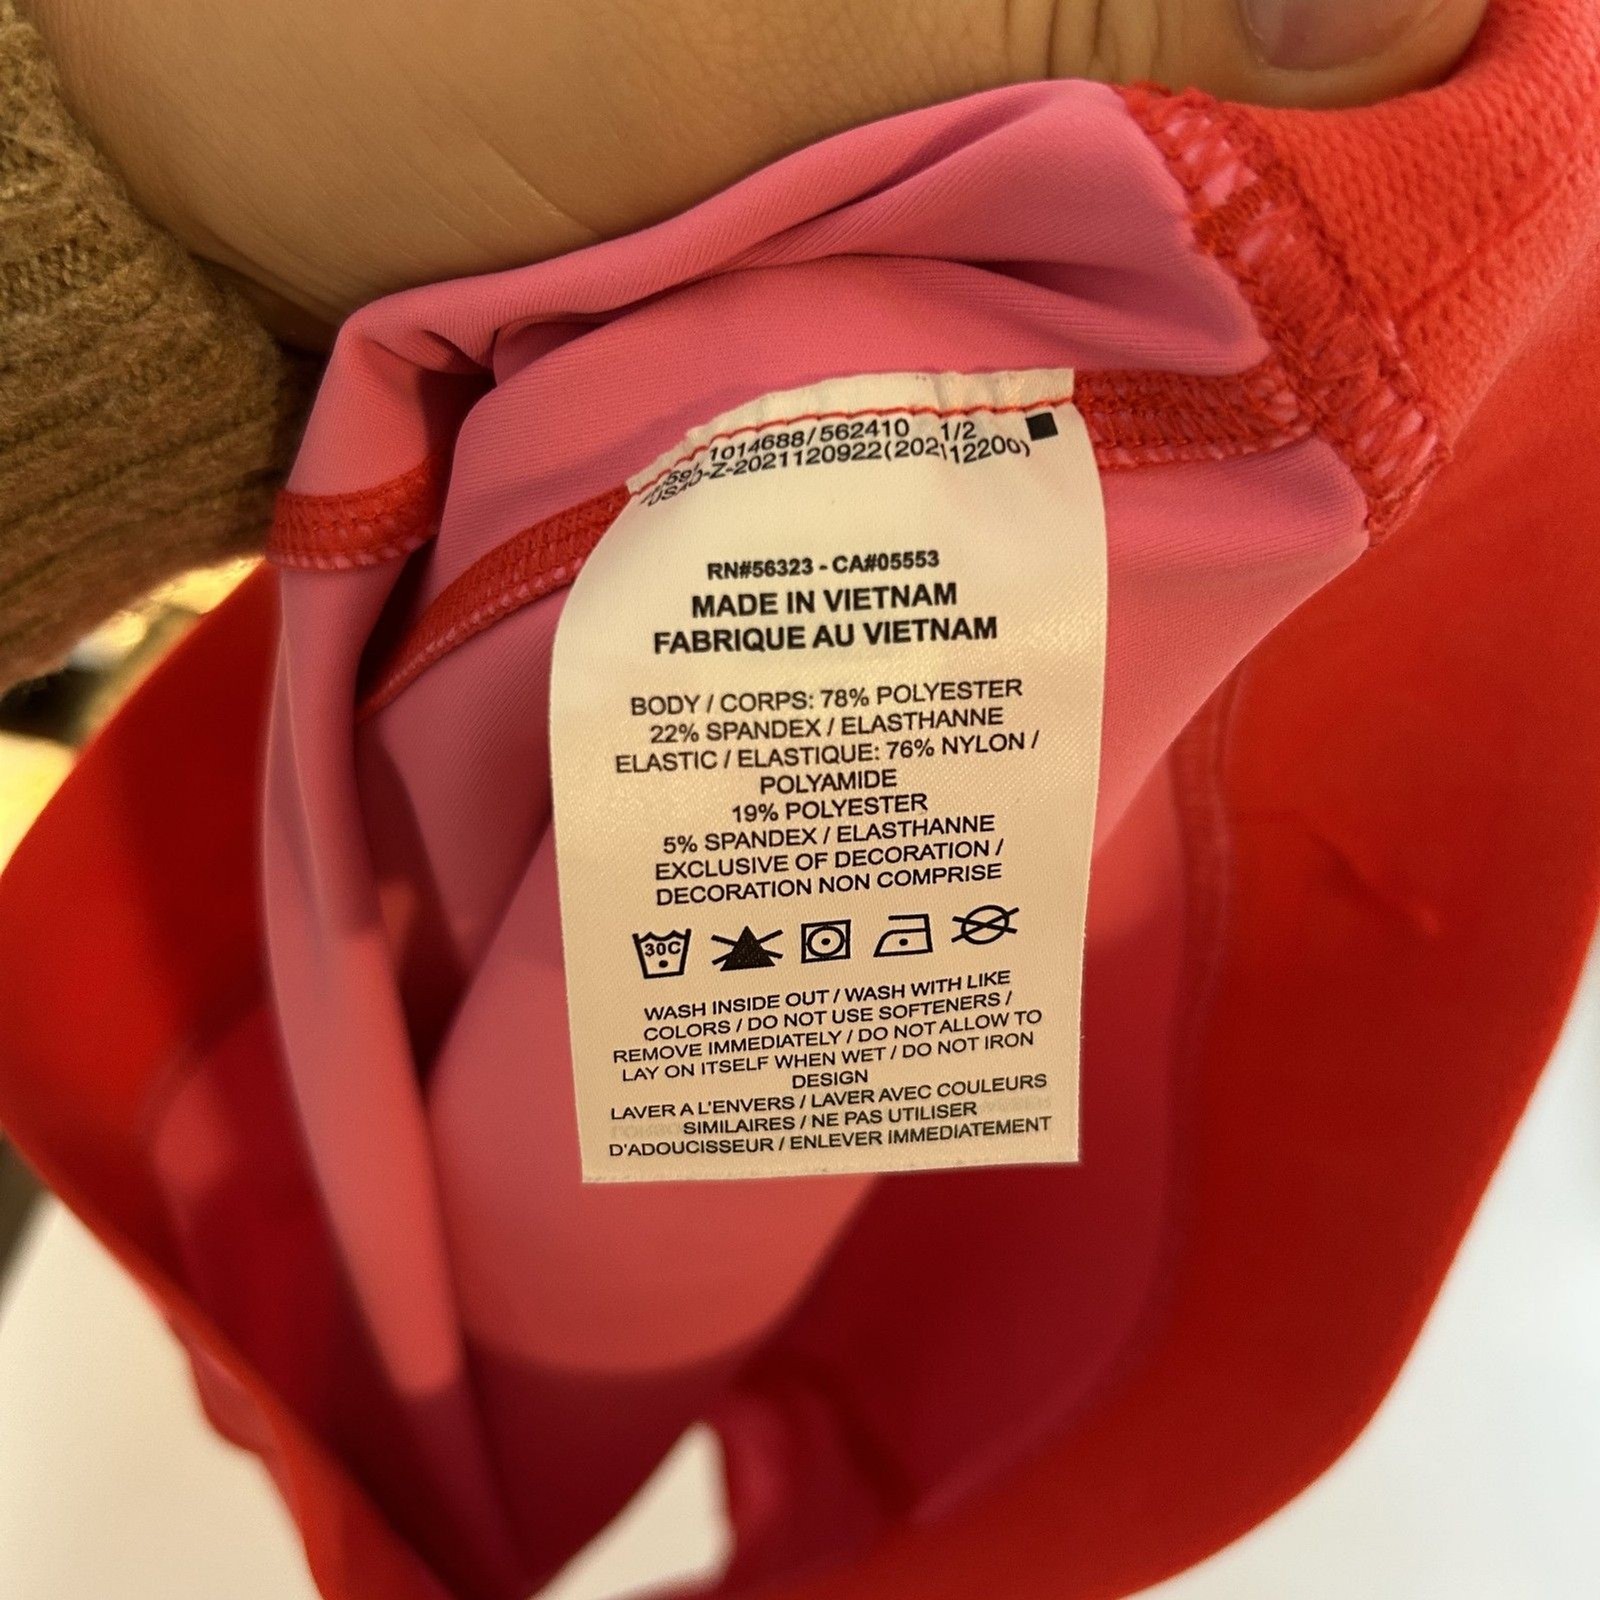 1014688/562410 1/2
Z-2021120922(202112200)
RN#56323 - CA#05553
MADE IN VIETNAM
FABRIQUE AU VIETNAM
BODY / CORPS: 78% POLYESTER
22% SPANDEX / ELASTHANNE
ELASTIC / ELASTIQUE: 76% NYLON /
POLYAMIDE
19% POLYESTER
5% SPANDEX / ELASTHANNE
EXCLUSIVE OF DECORATION /
DECORATION NON COMPRISE
30C
WASH INSIDE OUT / WASH WITH LIKE
COLORS / DO NOT USE SOFTENERS /
REMOVE IMMEDIATELY / DO NOT ALLOW TO
LAY ON ITSELF WHEN WET / DO NOT IRON
DESIGN
LAVER A L'ENVERS / LAVER AVEC COULEURS
SIMILAIRES / NE PAS UTILISER
D'ADOUCISSEUR / ENLEVER IMMEDIATEMENT